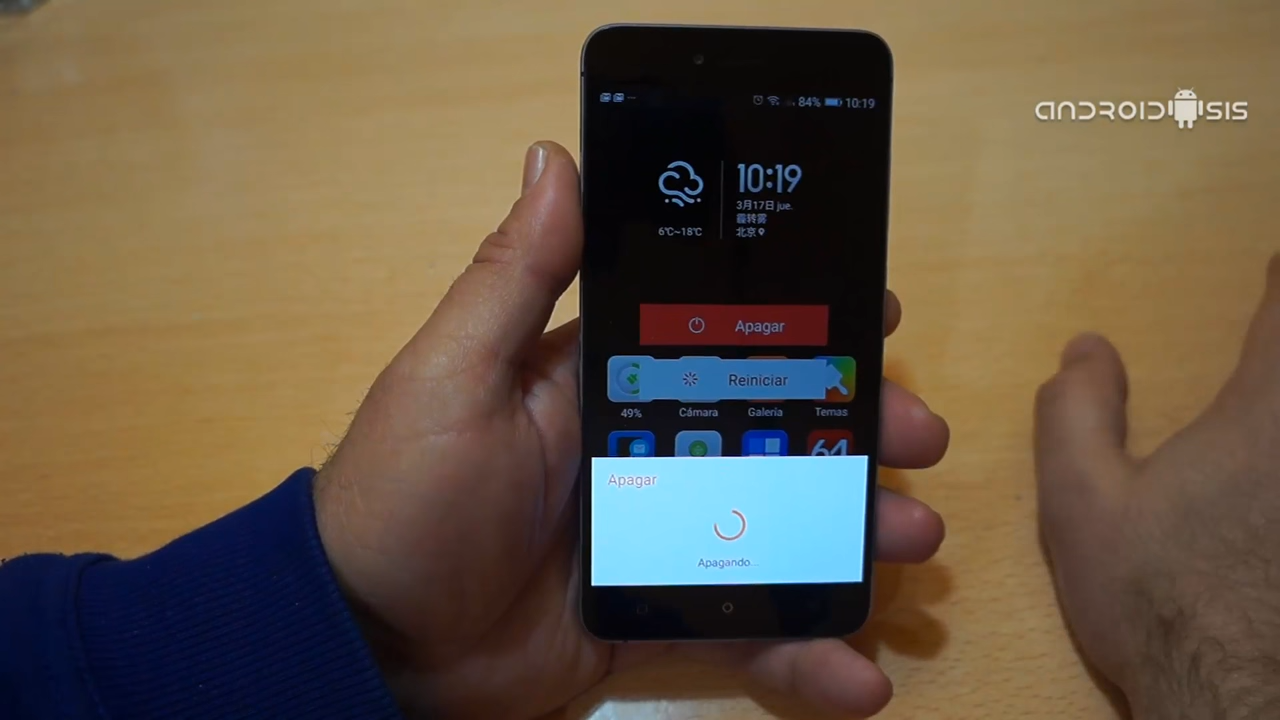 ANDROIDSIS
84% 10:19
10:19
3月17日 jue.
霾转雾
6℃~18℃
北京
Apagar
Reiniciar
49%
Cámara
Galería
Temas
64
Apagar
Apagando...